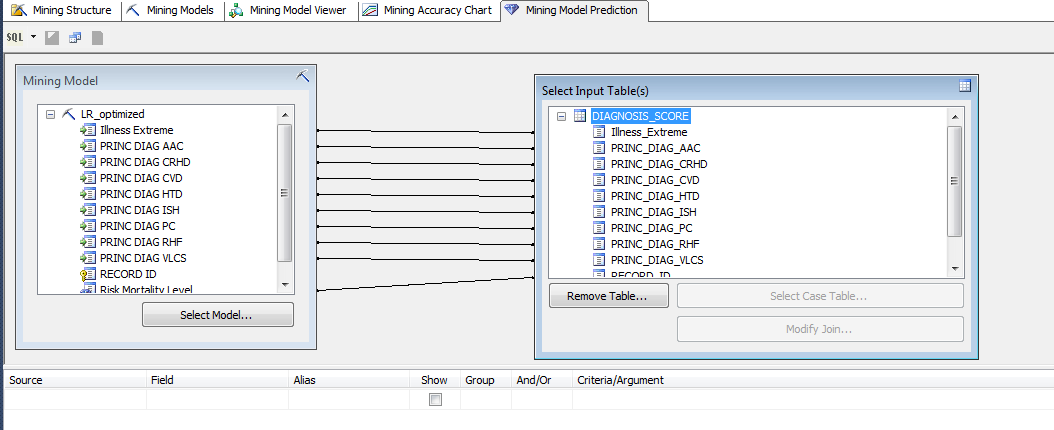 Mining Structure Mining Models Mining Model Viewer Mining Accuracy Chart Mining Model Prediction
SQL
Mining Model
LR_optimized
Illness Extreme
PRINC DIAG AAC
PRINC DIAG CRHD
PRINC DIAG CVD
PRINC DIAG HTD
PRINC DIAG ISH
PRINC DIAG PC
PRINC DIAG RHF
PRINC DIAG VLCS
RECORD ID
Risk Mortality Level
Select Model...
Select Input Table(s)
DIAGNOSIS_SCORE
Illness_Extreme
PRINC_DIAG_AAC
PRINC_DIAG_CRHD
PRINC_DIAG_CVD
PRINC_DIAG_HTD
PRINC_DIAG_ISH
PRINC_DIAG_PC
PRINC_DIAG_RHF
PRINC_DIAG_VLCS
RECORD_ID
Remove Table... Select Case Table...
Modify Join...
Source Field Alias Show Group And/Or Criteria/Argument